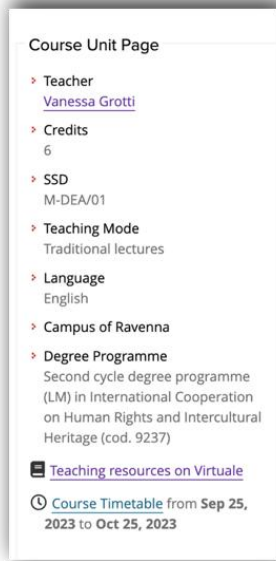 Course Unit Page
Teacher
Vanessa Grotti
Credits
6
SSD
M-DEA/01
Teaching Mode
Traditional lectures
Language
English
Campus of Ravenna
Degree Programme
Second cycle degree programme
(LM) in International Cooperation
on Human Rights and Intercultural
Heritage (cod. 9237)
Teaching resources on Virtuale
Course Timetable from Sep 25,
2023 to Oct 25, 2023